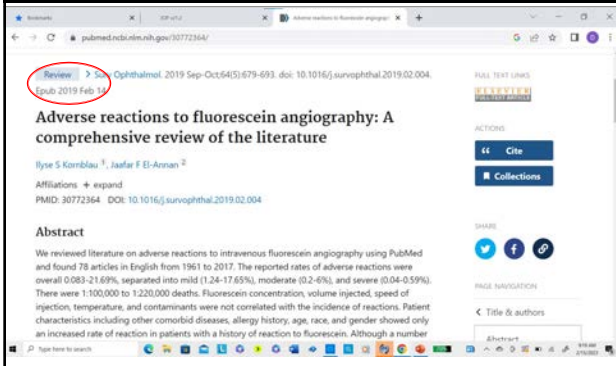 Bookmarks
Adverse reactions to fluorescein angiograp
pubmed.ncbi.nlm.nih.gov/30772364/
Review > Surv Ophthalmol. 2019 Sep-Oct;64(5):679-693. doi: 10.1016/j.survophthal.2019.02.004.
Epub 2019 Feb 14
Adverse reactions to fluorescein angiography: A
comprehensive review of the literature
Ilyse S Kornblau 1, Jaafar F El-Annan 2
Affiliations + expand
PMID: 30772364 DOI: 10.1016/j.survophthal.2019.02.004
Abstract
We reviewed literature on adverse reactions to intravenous fluorescein angiography using PubMed
and found 78 articles in English from 1961 to 2017. The reported rates of adverse reactions were
overall 0.083-21.69%, separated into mild (1.24-17.65%), moderate (0.2-6%), and severe (0.04-0.59%).
There were 1:100,000 to 1:220,000 deaths. Fluorescein concentration, volume injected, speed of
injection, temperature, and contaminants were not correlated with the incidence of reactions. Patient
characteristics including other comorbid diseases, allergy history, age, race, and gender showed only
an increased rate of reaction in patients with a history of reaction to fluorescein. Although a number
FULL TEXT LINKS
ELSEVIER
FULL-TEXT ARTICLE
ACTIONS
Cite
Collections
SHARE
PAGE NAVIGATION
< Title & authors
Abstract
Type here to search
2/15/2023